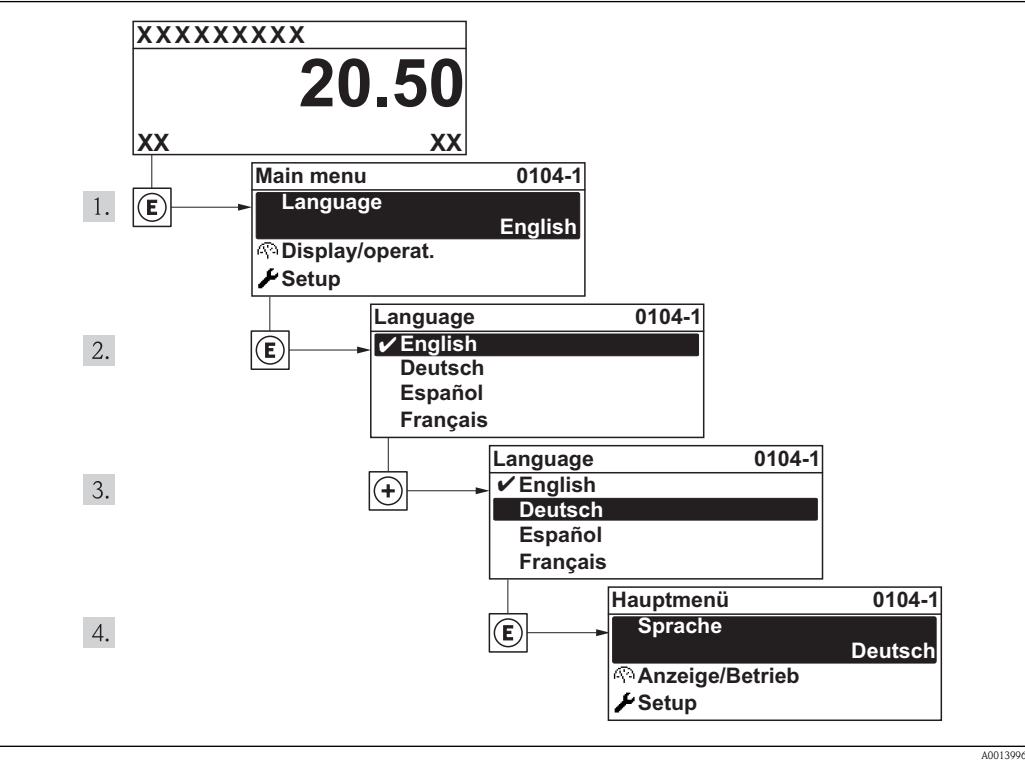 XXXXXXXXX
20.50
XX XX
1. E
Main menu 0104-1
Language
English
Display/operat.
Setup
2. E
Language 0104-1
✔English
Deutsch
Español
Français
3. +
Language 0104-1
✔English
Deutsch
Español
Français
4. E
Hauptmenü 0104-1
Sprache
Deutsch
Anzeige/Betrieb
Setup
A0013996